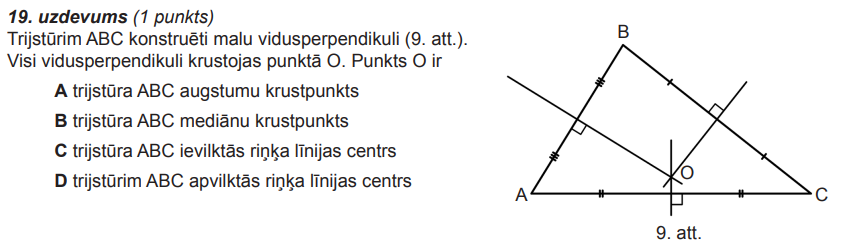 19. uzdevums (1 punkts)
Trijstūrim ABC konstruēti malu vidusperpendikuli (9. att.).
Visi vidusperpendikuli krustojas punktā O. Punkts O ir
A trijstūra ABC augstumu krustpunkts
B trijstūra ABC mediānu krustpunkts
C trijstūra ABC ievilktās riņķa līnijas centrs
D trijstūrim ABC apvilktās riņķa līnijas centrs
B
O
A
C
9. att.